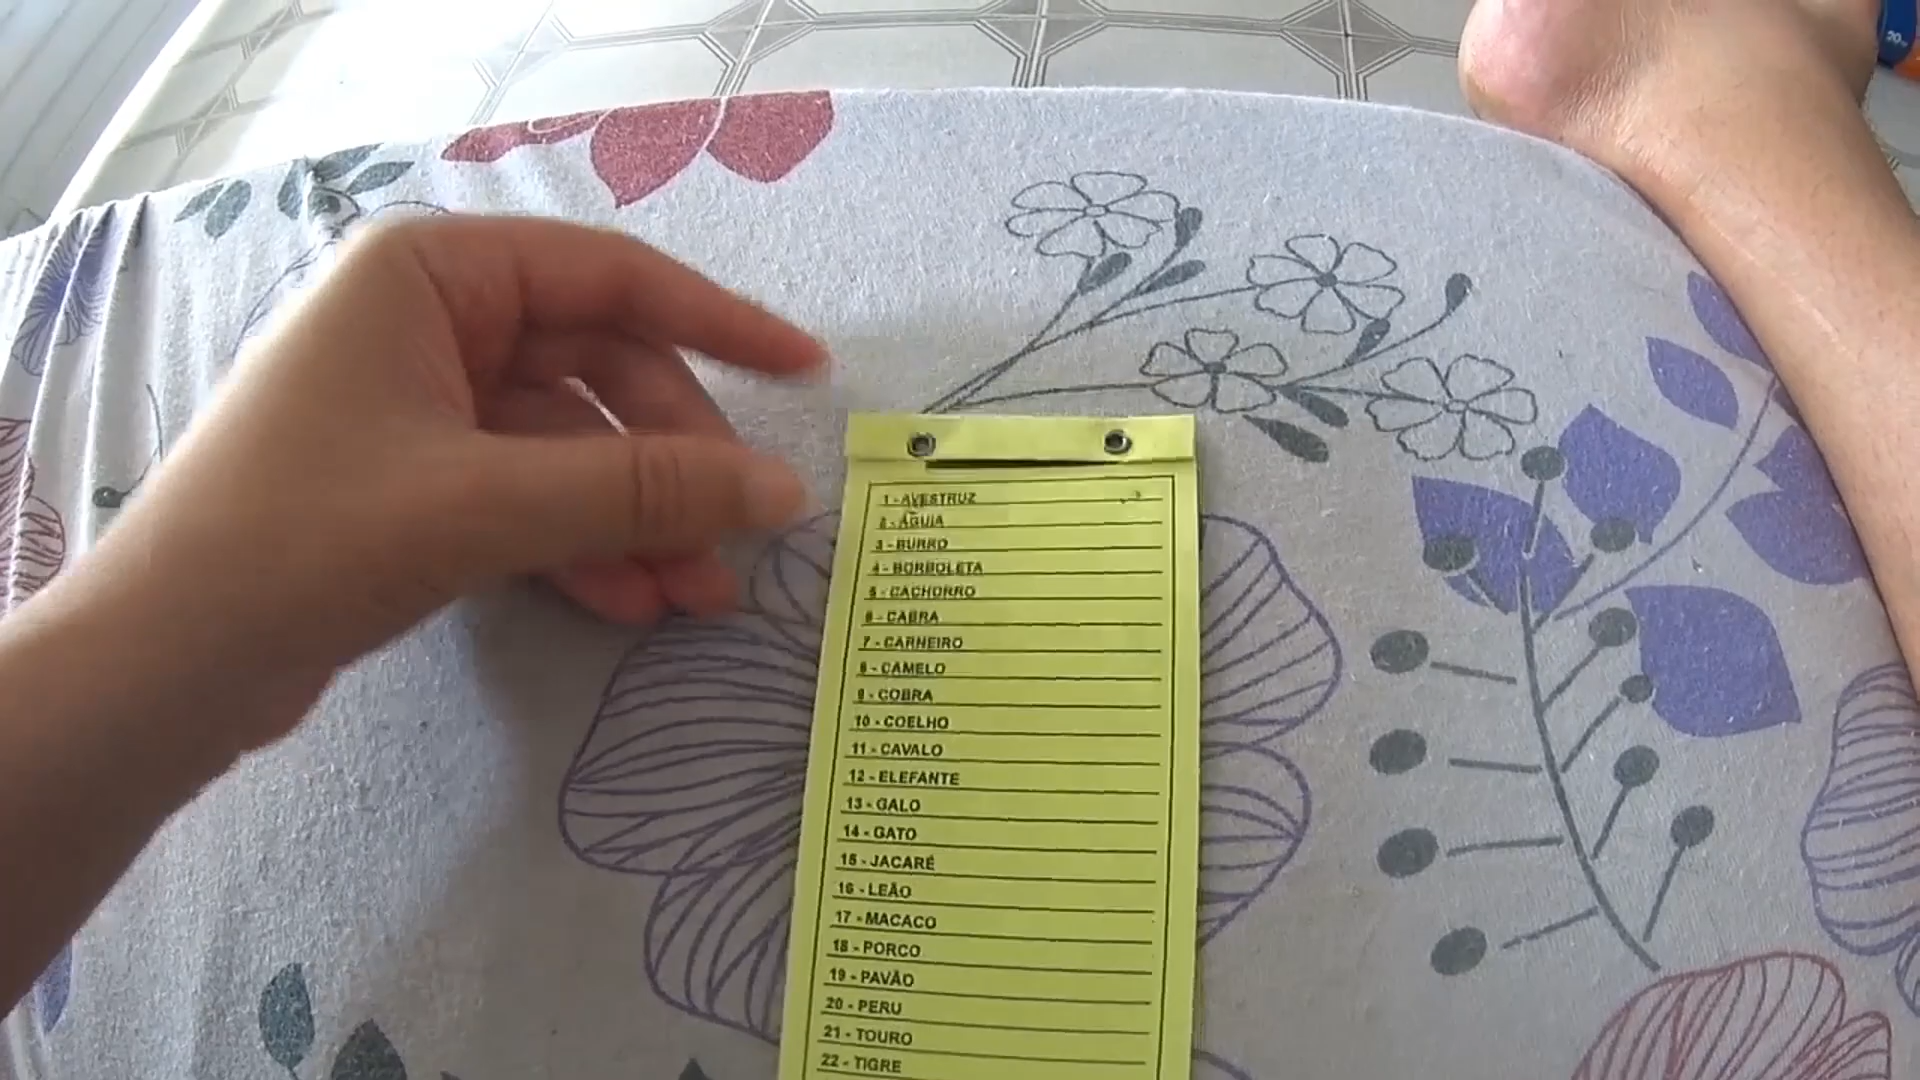 20
1 - AVESTRUZ
2 - ÁGUIA
3 - BURRO
4 - BORBOLETA
5 - CACHORRO
6 - CABRA
7 - CARNEIRO
8 - CAMELO
9 - COBRA
10 - COELHO
11 - CAVALO
12 - ELEFANTE
13 - GALO
14 - GATO
15 - JACARÉ
16 - LEÃO
17 - MACACO
18 - PORCO
19 - PAVÃO
20 - PERU
21 - TOURO
22 - TIGRE